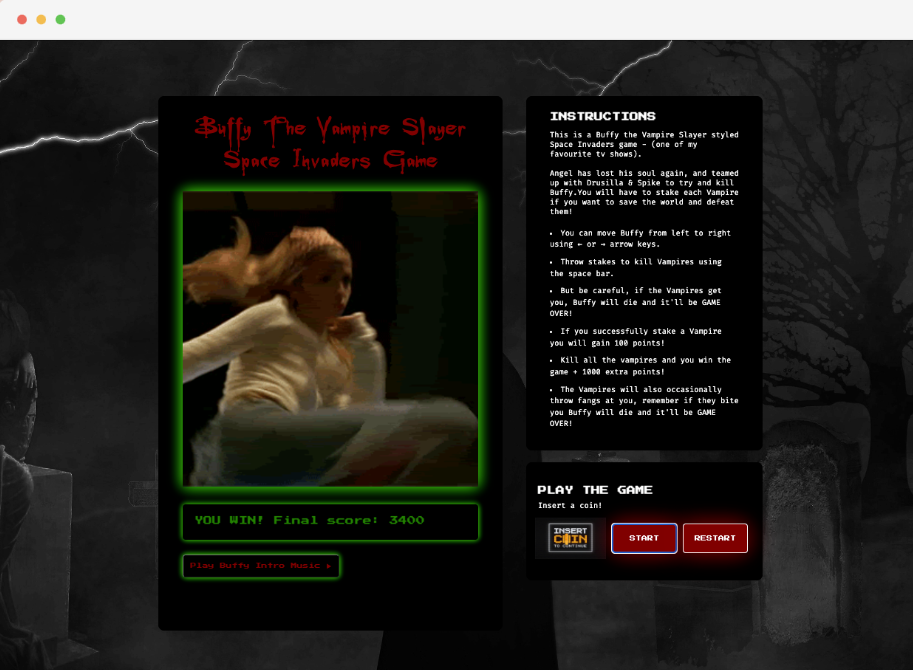 Buffy The Vampire Slayer
Space Invaders Game
YOU WIN! Final score: 3400
Play Buffy Intro Music ▶
INSTRUCTIONS
This is a Buffy the Vampire Slayer styled
Space Invaders game - (one of my
favourite tv shows).
Angel has lost his soul again, and teamed
up with Drusilla & Spike to try and kill
Buffy.You will have to stake each Vampire
if you want to save the world and defeat
them!
• You can move Buffy from left to right
using ← or → arrow keys.
• Throw stakes to kill Vampires using
the space bar.
• But be careful, if the Vampires get
you, Buffy will die and it'll be GAME
OVER!
• If you successfully stake a Vampire
you will gain 100 points!
• Kill all the vampires and you win the
game + 1000 extra points!
• The Vampires will also occasionally
throw fangs at you, remember if they bite
you Buffy will die and it'll be GAME
OVER!
PLAY THE GAME
Insert a coin!
INSERT
COIN
TO CONTINUE
START
RESTART